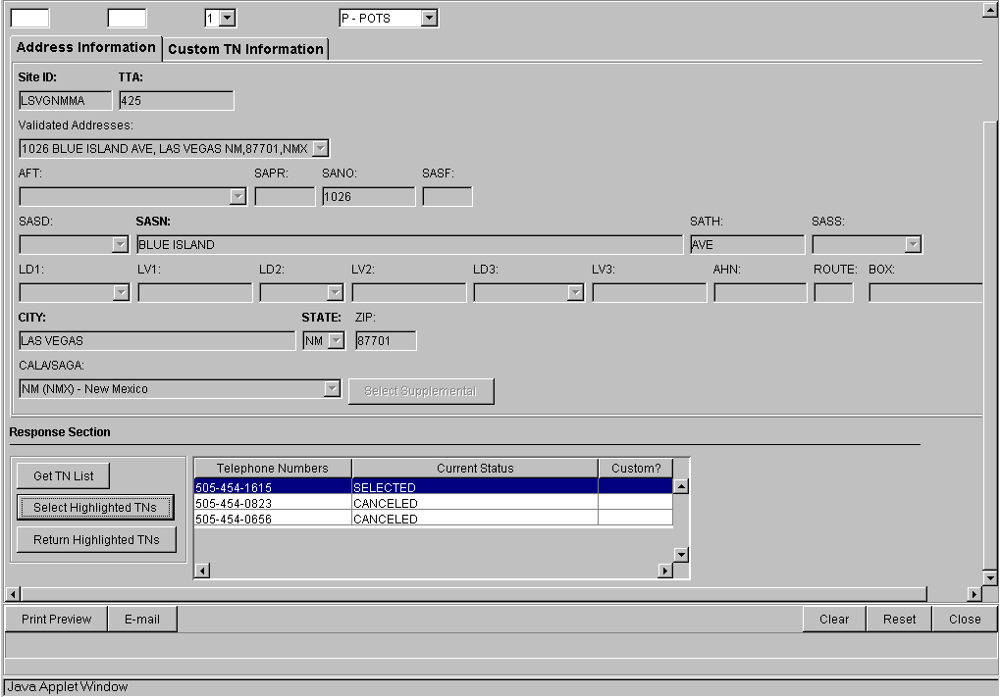 1 P - POTS
Address Information Custom TN Information
Site ID: TTA:
LSVGNMMA 425
Validated Addresses:
1026 BLUE ISLAND AVE, LAS VEGAS NM,87701,NMX
AFT: SAPR: SANO: SASF:
1026
SASD: SASN: SATH: SASS:
BLUE ISLAND AVE
LD1: LV1: LD2: LV2: LD3: LV3: AHN: ROUTE: BOX:
CITY: STATE: ZIP:
LAS VEGAS NM 87701
CALA/SAGA:
NM (NMX) - New Mexico Select Supplemental
Response Section
Telephone Numbers Current Status Custom?
Get TN List
505-454-1615 SELECTED
Select Highlighted TNs
505-454-0823 CANCELED
505-454-0656 CANCELED
Return Highlighted TNs
Print Preview E-mail Clear Reset Close
Java Applet Window